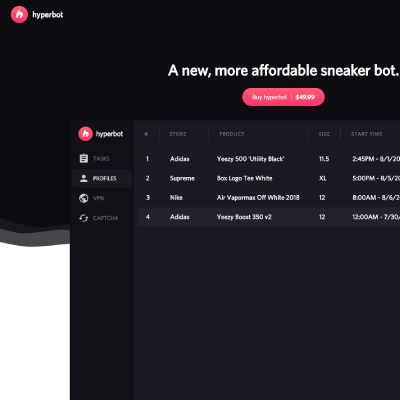 hyperbot
A new, more affordable sneaker bot.
Buy hyperbot $49.99
hyperbot
# STORE PRODUCT SIZE START TIME
TASKS
1 Adidas Yeezy 500 'Utility Black' 11.5 2:45PM - 8/1/20
PROFILES
2 Supreme Box Logo Tee White XL 5:00PM - 8/5/20
VPN
3 Nike Air Vapormax Off White 2018 12 8:00AM - 8/6/2
CAPTCHA
4 Adidas Yeezy Boost 350 v2 12 12:00AM - 7/30/